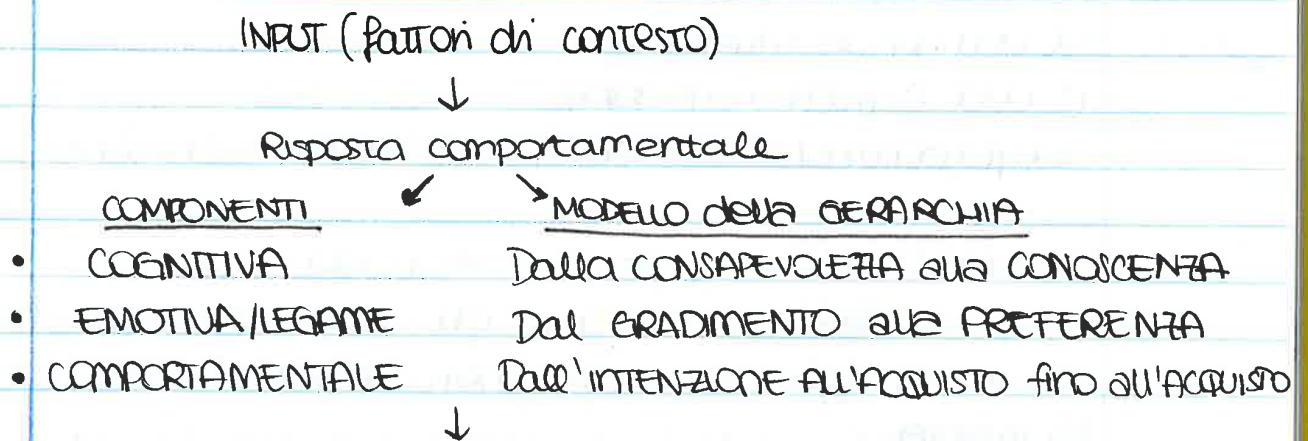 INPUT (fattori di contesto)
↓
Risposta comportamentale
↙ ↘
COMPONENTI MODELLO della GERARCHIA
• COGNITIVA Dalla CONSAPEVOLEZZA alla CONOSCENZA
• EMOTIVA/LEGAME Dal GRADIMENTO alla PREFERENZA
• COMPORTAMENTALE Dall'INTENZIONE ALL'ACQUISTO fino all'ACQUISTO
↓